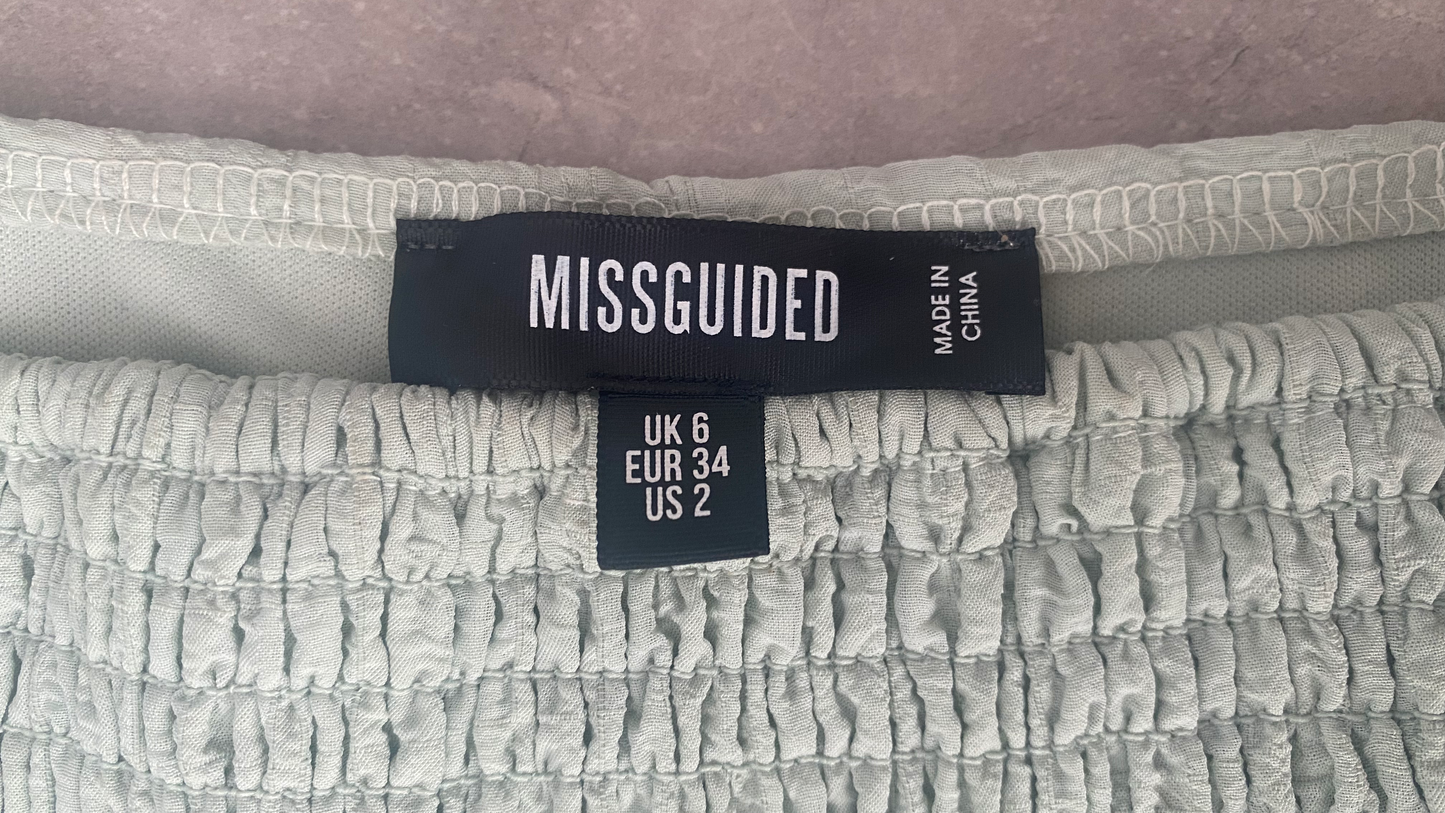 MISSGUIDED
MADE IN
CHINA
UK 6
EUR 34
US 2